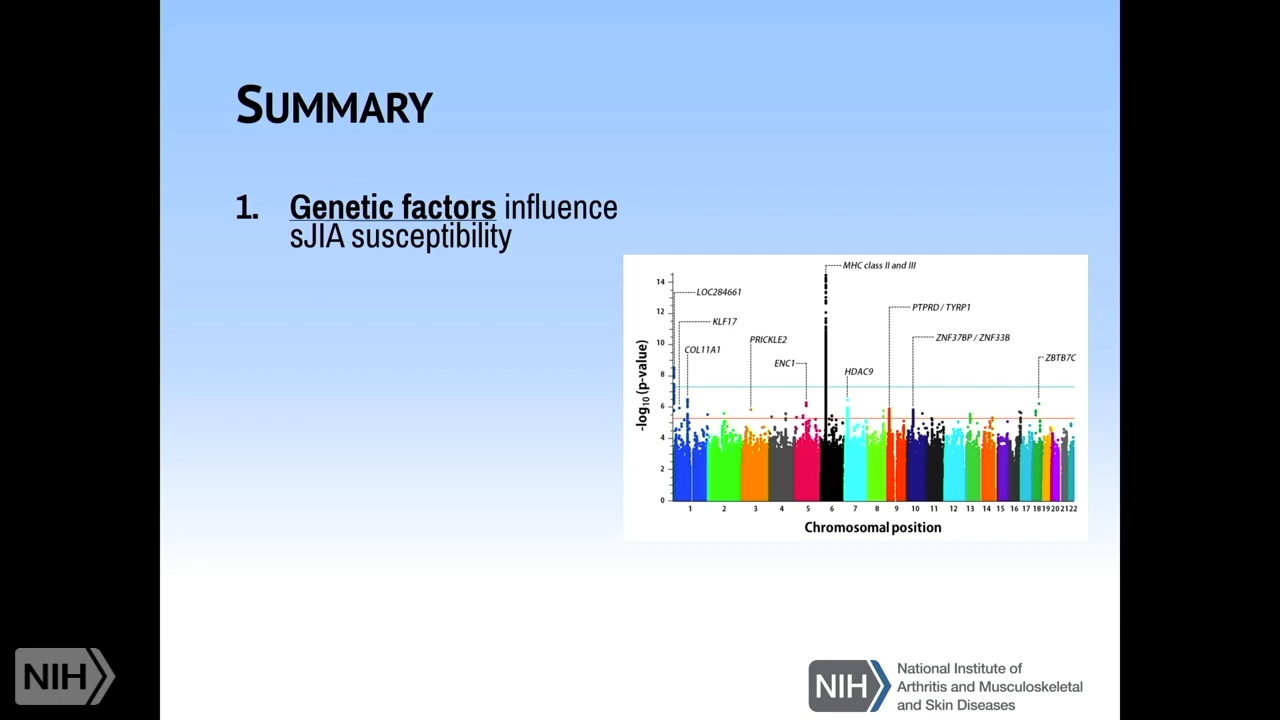 SUMMARY
1. Genetic factors influence
sJIA susceptibility
MHC class II and III
LOC284661
PTPRD / TYRP1
KLF17
ZNF37BP / ZNF33B
PRICKLE2
COL11A1
ENC1
HDAC9
ZBTB7C
-log10 (p-value)
14
12
10
8
6
4
2
0
1 2 3 4 5 6 7 8 9 10 11 12 13 14 15 16 17 18 19 20 21 22
Chromosomal position
NIH
NIH
National Institute of
Arthritis and Musculoskeletal
and Skin Diseases